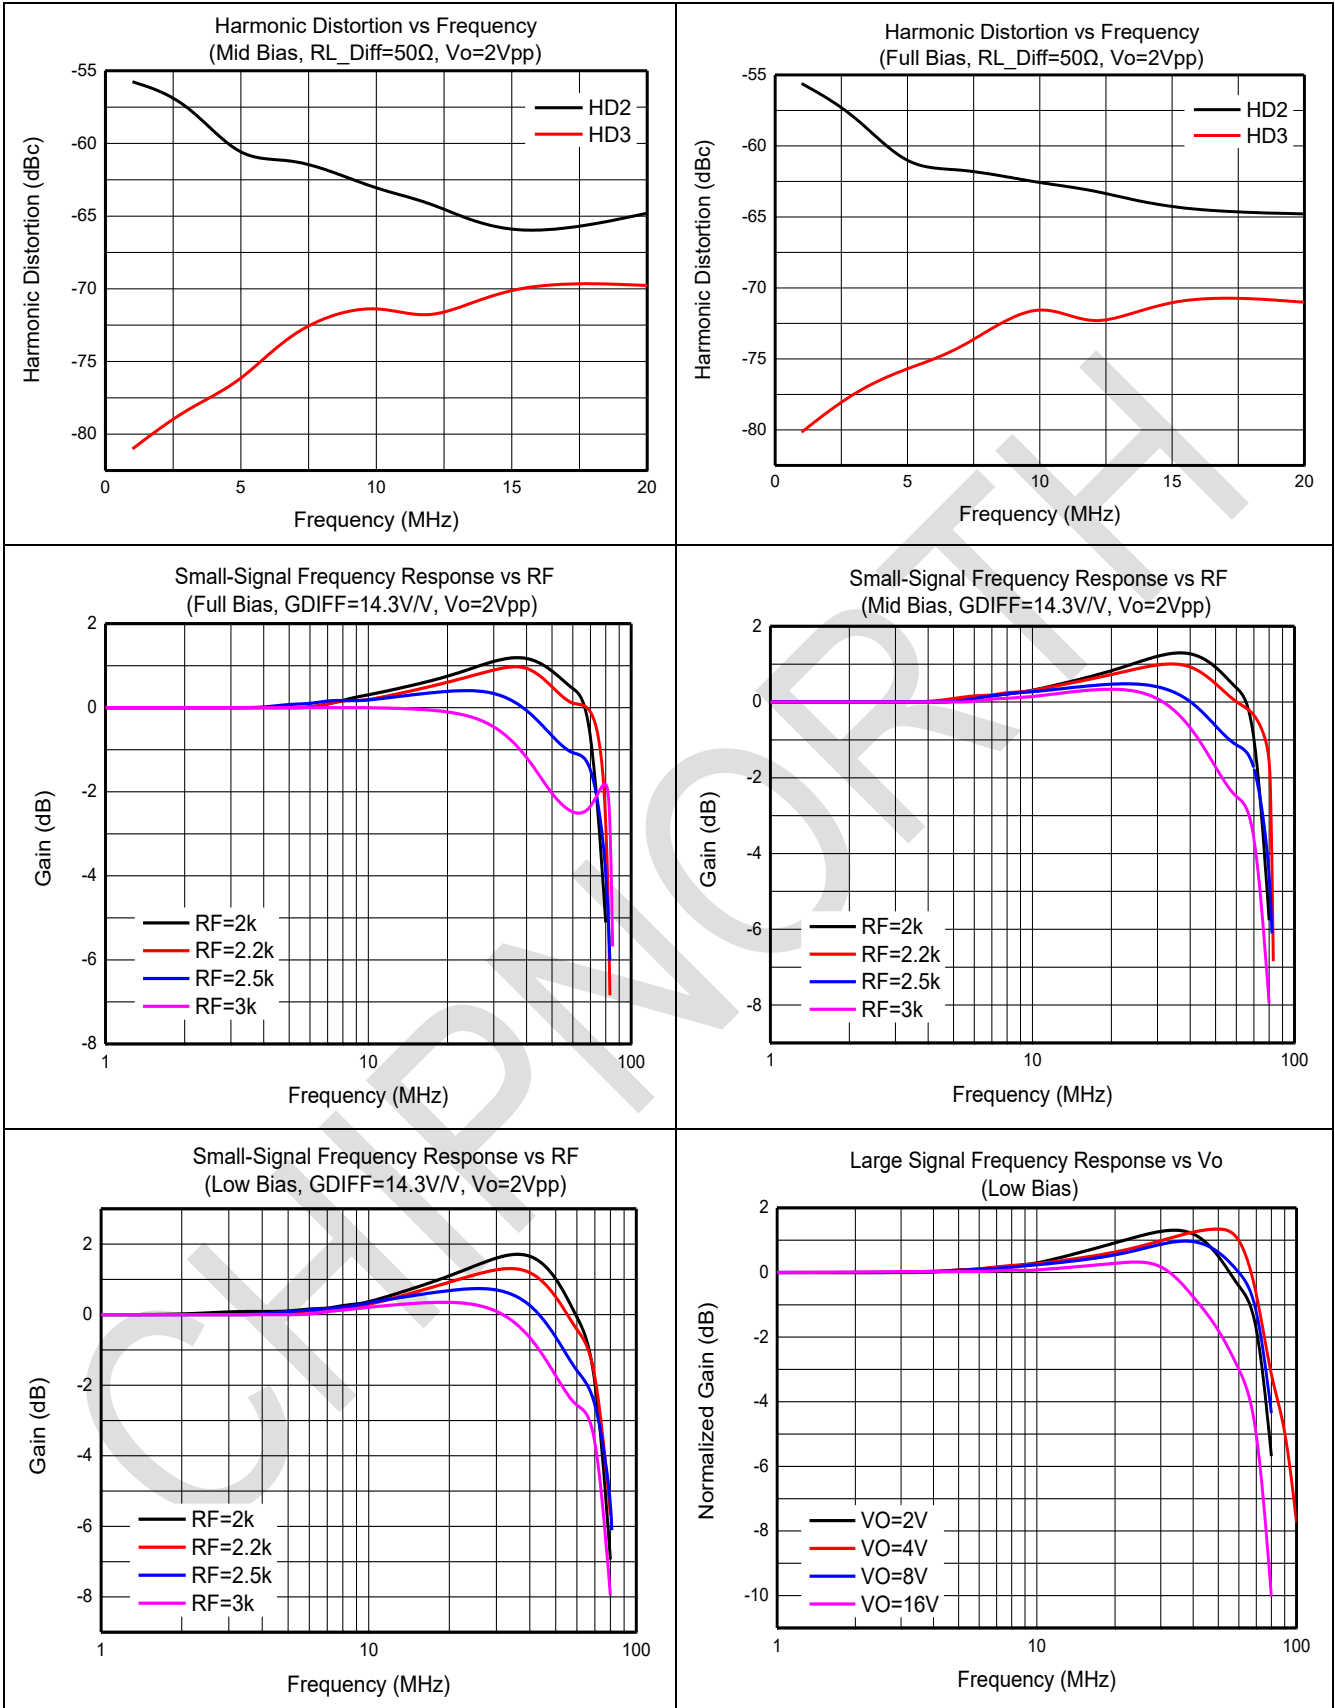 Harmonic Distortion vs Frequency
(Mid Bias, RL_Diff=50Ω, Vo=2Vpp)
-55
-60
-65
-70
-75
-80
Harmonic Distortion (dBc)
HD2
HD3
0 5 10 15 20
Frequency (MHz)
Harmonic Distortion vs Frequency
(Full Bias, RL_Diff=50Ω, Vo=2Vpp)
-55
-60
-65
-70
-75
-80
Harmonic Distortion (dBc)
HD2
HD3
0 5 10 15 20
Frequency (MHz)
Small-Signal Frequency Response vs RF
(Full Bias, GDIFF=14.3V/V, Vo=2Vpp)
2
0
-2
-4
-6
-8
Gain (dB)
RF=2k
RF=2.2k
RF=2.5k
RF=3k
1 10 100
Frequency (MHz)
Small-Signal Frequency Response vs RF
(Mid Bias, GDIFF=14.3V/V, Vo=2Vpp)
2
0
-2
-4
-6
-8
Gain (dB)
RF=2k
RF=2.2k
RF=2.5k
RF=3k
1 10 100
Frequency (MHz)
Small-Signal Frequency Response vs RF
(Low Bias, GDIFF=14.3V/V, Vo=2Vpp)
2
0
-2
-4
-6
-8
Gain (dB)
RF=2k
RF=2.2k
RF=2.5k
RF=3k
1 10 100
Frequency (MHz)
Large Signal Frequency Response vs Vo
(Low Bias)
2
0
-2
-4
-6
-8
-10
Normalized Gain (dB)
VO=2V
VO=4V
VO=8V
VO=16V
1 10 100
Frequency (MHz)
CHIPNORTH